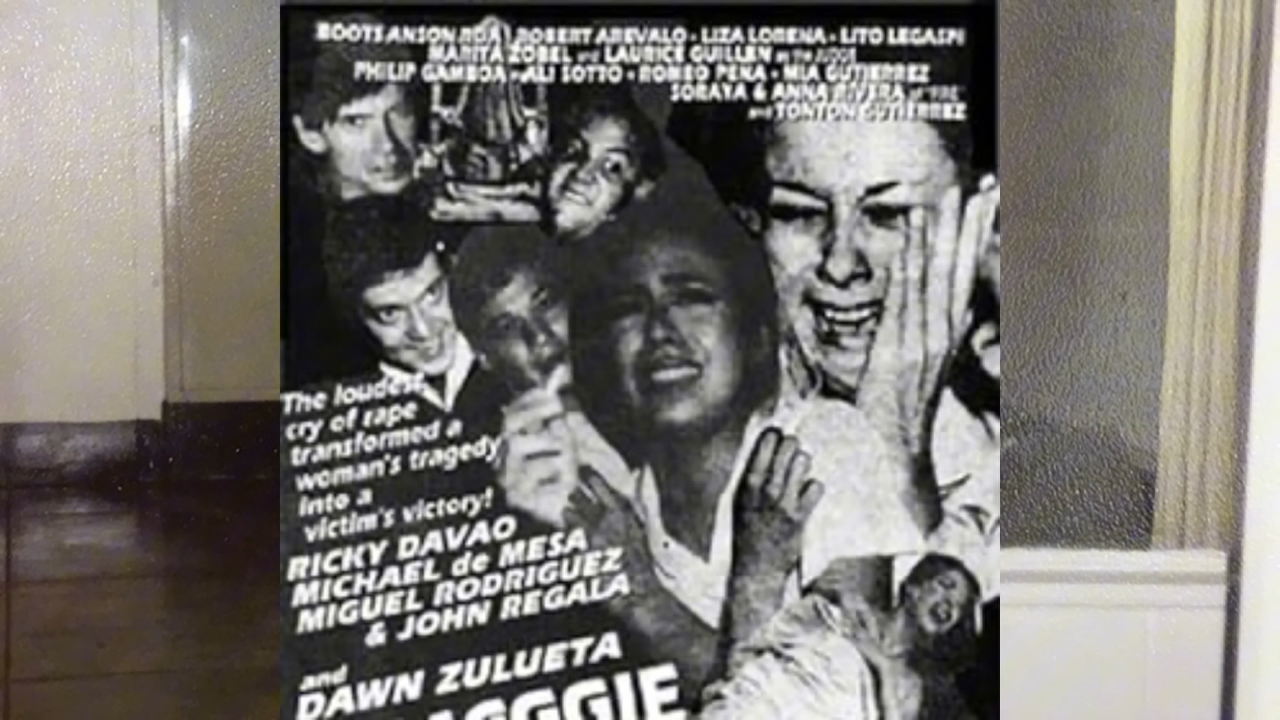 BOOTS ANSON ROA · ROBERT AREVALO · LIZA LORENA · LITO LEGASPI
MARITA ZOBEL and LAURICE GUILLEN as the JUDGE
PHILIP GAMBOA · ALI SOTTO · ROMEO PENA · MIA GUTIERREZ
SORAYA & ANNA RIVERA
and TONTON GUTIERREZ
The loudest
cry of rape
transformed a
woman's tragedy
into a
victim's victory!
RICKY DAVAO
MICHAEL de MESA
MIGUEL RODRIGUEZ
& JOHN REGALA
and
DAWN ZULUETA